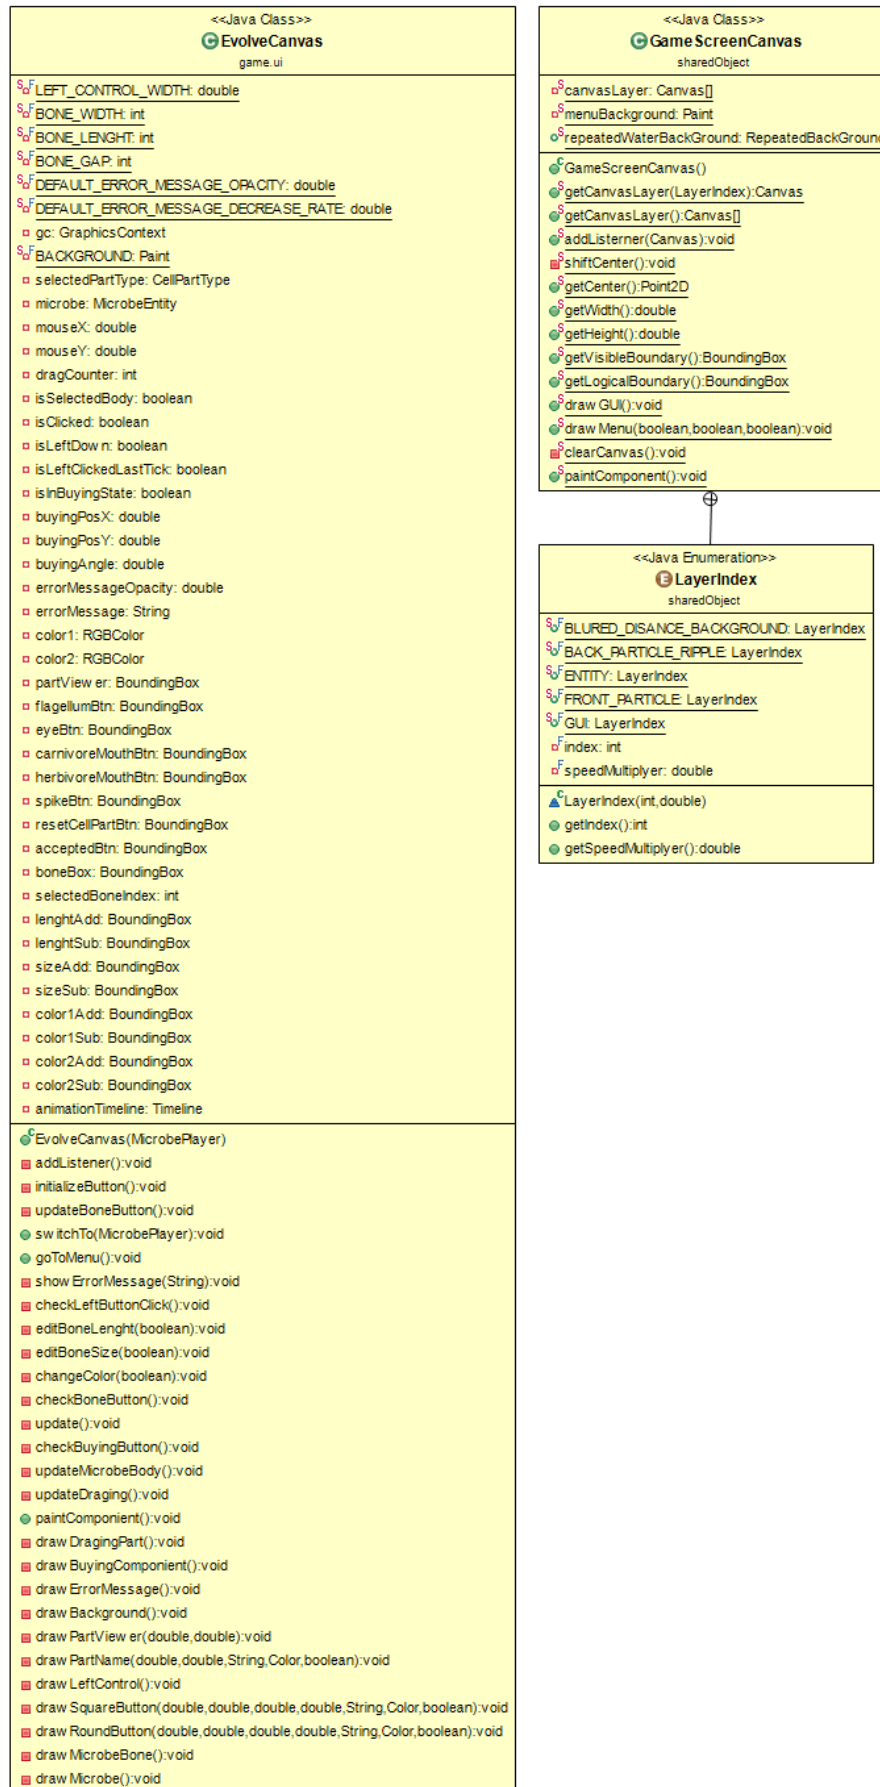 <<Java Class>>
EvolveCanvas
game.ui
LEFT_CONTROL_WIDTH: double
BONE_WIDTH: int
BONE_LENGHT: int
BONE_GAP: int
DEFAULT_ERROR_MESSAGE_OPACITY: double
DEFAULT_ERROR_MESSAGE_DECREASE_RATE: double
gc: GraphicsContext
BACKGROUND: Paint
selectedPartType: CellPartType
microbe: MicrobeEntity
mouseX: double
mouseY: double
dragCounter: int
isSelectedBody: boolean
isClicked: boolean
isLeftDown: boolean
isLeftClickedLastTick: boolean
isInBuyingState: boolean
buyingPosX: double
buyingPosY: double
buyingAngle: double
errorMessageOpacity: double
errorMessage: String
color1: RGBColor
color2: RGBColor
partViewer: BoundingBox
flagellumBtn: BoundingBox
eyeBtn: BoundingBox
carnivoreMouthBtn: BoundingBox
herbivoreMouthBtn: BoundingBox
spikeBtn: BoundingBox
resetCellPartBtn: BoundingBox
acceptedBtn: BoundingBox
boneBox: BoundingBox
selectedBoneIndex: int
lenghtAdd: BoundingBox
lenghtSub: BoundingBox
sizeAdd: BoundingBox
sizeSub: BoundingBox
color1Add: BoundingBox
color1Sub: BoundingBox
color2Add: BoundingBox
color2Sub: BoundingBox
animationTimeline: Timeline
EvolveCanvas(MicrobePlayer)
addListener():void
initializeButton():void
updateBoneButton():void
switchTo(MicrobePlayer):void
goToMenu():void
showErrorMessage(String):void
checkLeftButtonClick():void
editBoneLenght(boolean):void
editBoneSize(boolean):void
changeColor(boolean):void
checkBoneButton():void
update():void
checkBuyingButton():void
updateMicrobeBody():void
updateDraging():void
paintComponient():void
drawDragingPart():void
drawBuyingComponient():void
drawErrorMessage():void
drawBackground():void
drawPartViewer(double,double):void
drawPartName(double,double,String,Color,boolean):void
drawLeftControl():void
drawSquareButton(double,double,double,double,String,Color,boolean):void
drawRoundButton(double,double,double,double,String,Color,boolean):void
drawMicrobeBone():void
drawMicrobe():void
<<Java Class>>
GameScreenCanvas
sharedObject
canvasLayer: Canvas[]
menuBackground: Paint
repeatedWaterBackGround: RepeatedBackGround
GameScreenCanvas()
getCanvasLayer(LayerIndex):Canvas
getCanvasLayer():Canvas[]
addListerner(Canvas):void
shiftCenter():void
getCenter():Point2D
getWidth():double
getHeight():double
getVisibleBoundary():BoundingBox
getLogicalBoundary():BoundingBox
drawGUI():void
drawMenu(boolean,boolean,boolean):void
clearCanvas():void
paintComponent():void
<<Java Enumeration>>
LayerIndex
sharedObject
BLURED_DISANCE_BACKGROUND: LayerIndex
BACK_PARTICLE_RIPPLE: LayerIndex
ENTITY: LayerIndex
FRONT_PARTICLE: LayerIndex
GUI: LayerIndex
index: int
speedMultiplyer: double
LayerIndex(int,double)
getIndex():int
getSpeedMultiplyer():double